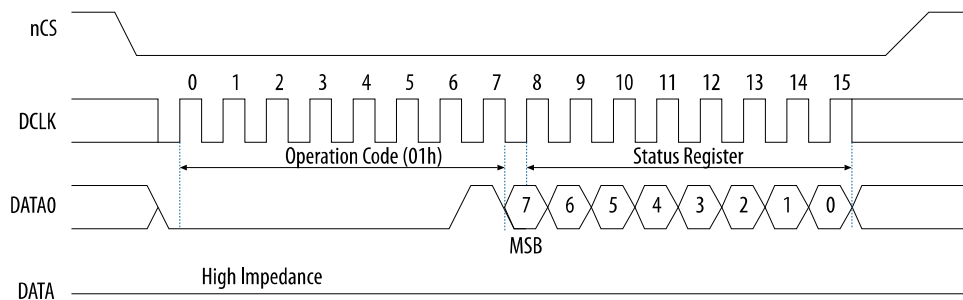 nCS
0 1 2 3 4 5 6 7 8 9 10 11 12 13 14 15
DCLK
Operation Code (01h) Status Register
DATA0 7 6 5 4 3 2 1 0
MSB
High Impedance
DATA